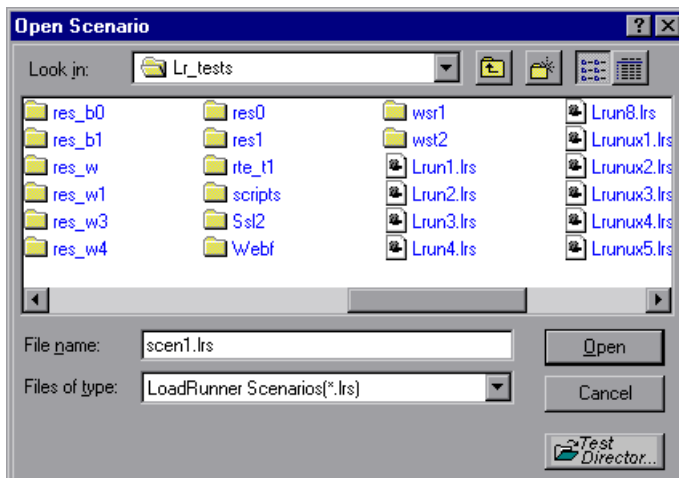 Open Scenario
Look in: Lr_tests
res_b0 res0 wsr1 Lrun8.lrs
res_b1 res1 wst2 Lrunux1.lrs
res_w rte_t1 Lrun1.lrs Lrunux2.lrs
res_w1 scripts Lrun2.lrs Lrunux3.lrs
res_w3 Ssl2 Lrun3.lrs Lrunux4.lrs
res_w4 Webf Lrun4.lrs Lrunux5.lrs
File name: scen1.lrs Open
Files of type: LoadRunner Scenarios(*.lrs) Cancel
Test
Director...